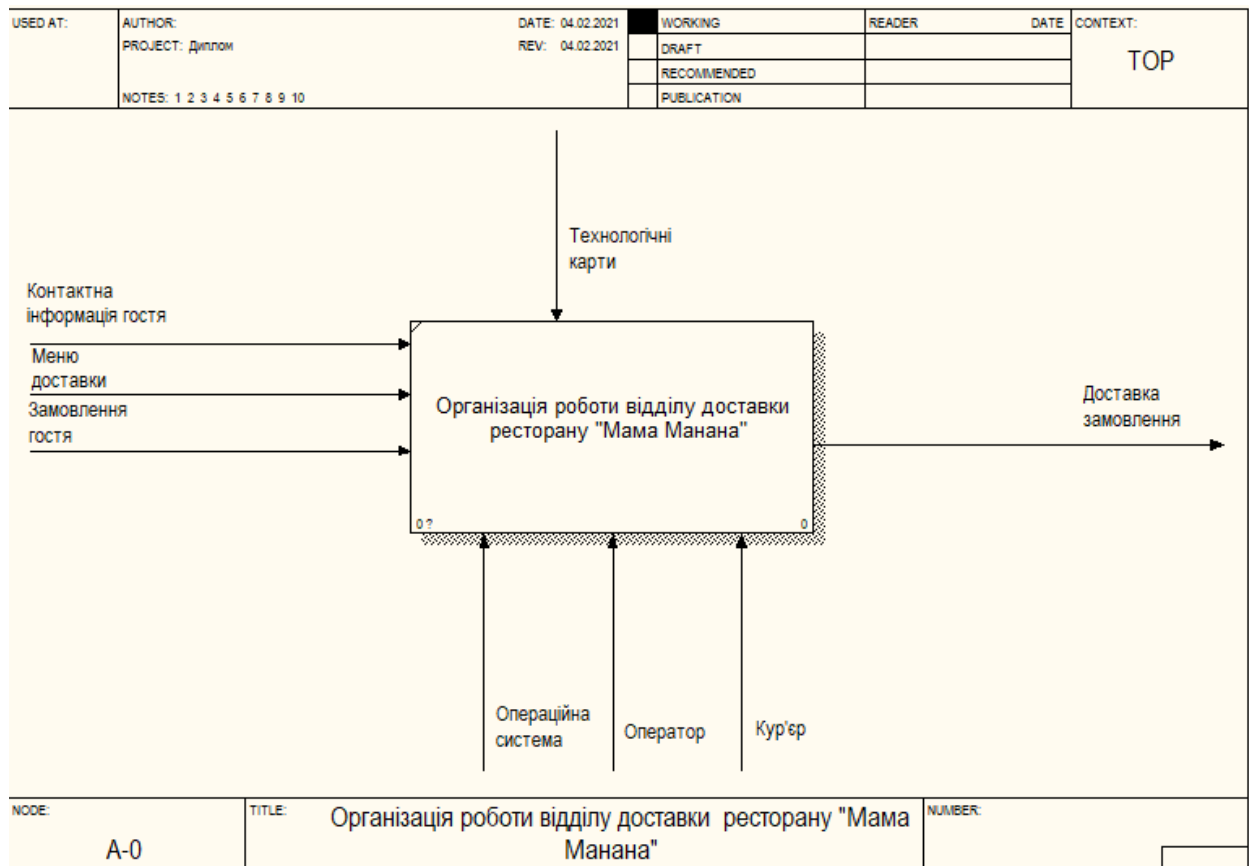 USED AT:
AUTHOR:
DATE: 04.02.2021
WORKING
READER
DATE
CONTEXT:
PROJECT: Диплом
REV: 04.02.2021
DRAFT
TOP
RECOMMENDED
NOTES: 1 2 3 4 5 6 7 8 9 10
PUBLICATION
Технологічні
карти
Контактна
інформація гостя
Меню
доставки
Замовлення
гостя
Організація роботи відділу доставки
ресторану "Мама Манана"
0 ?
0
Доставка
замовлення
Операційна
система
Оператор
Кур'єр
NODE:
A-0
TITLE:
Організація роботи відділу доставки ресторану "Мама
Манана"
NUMBER: